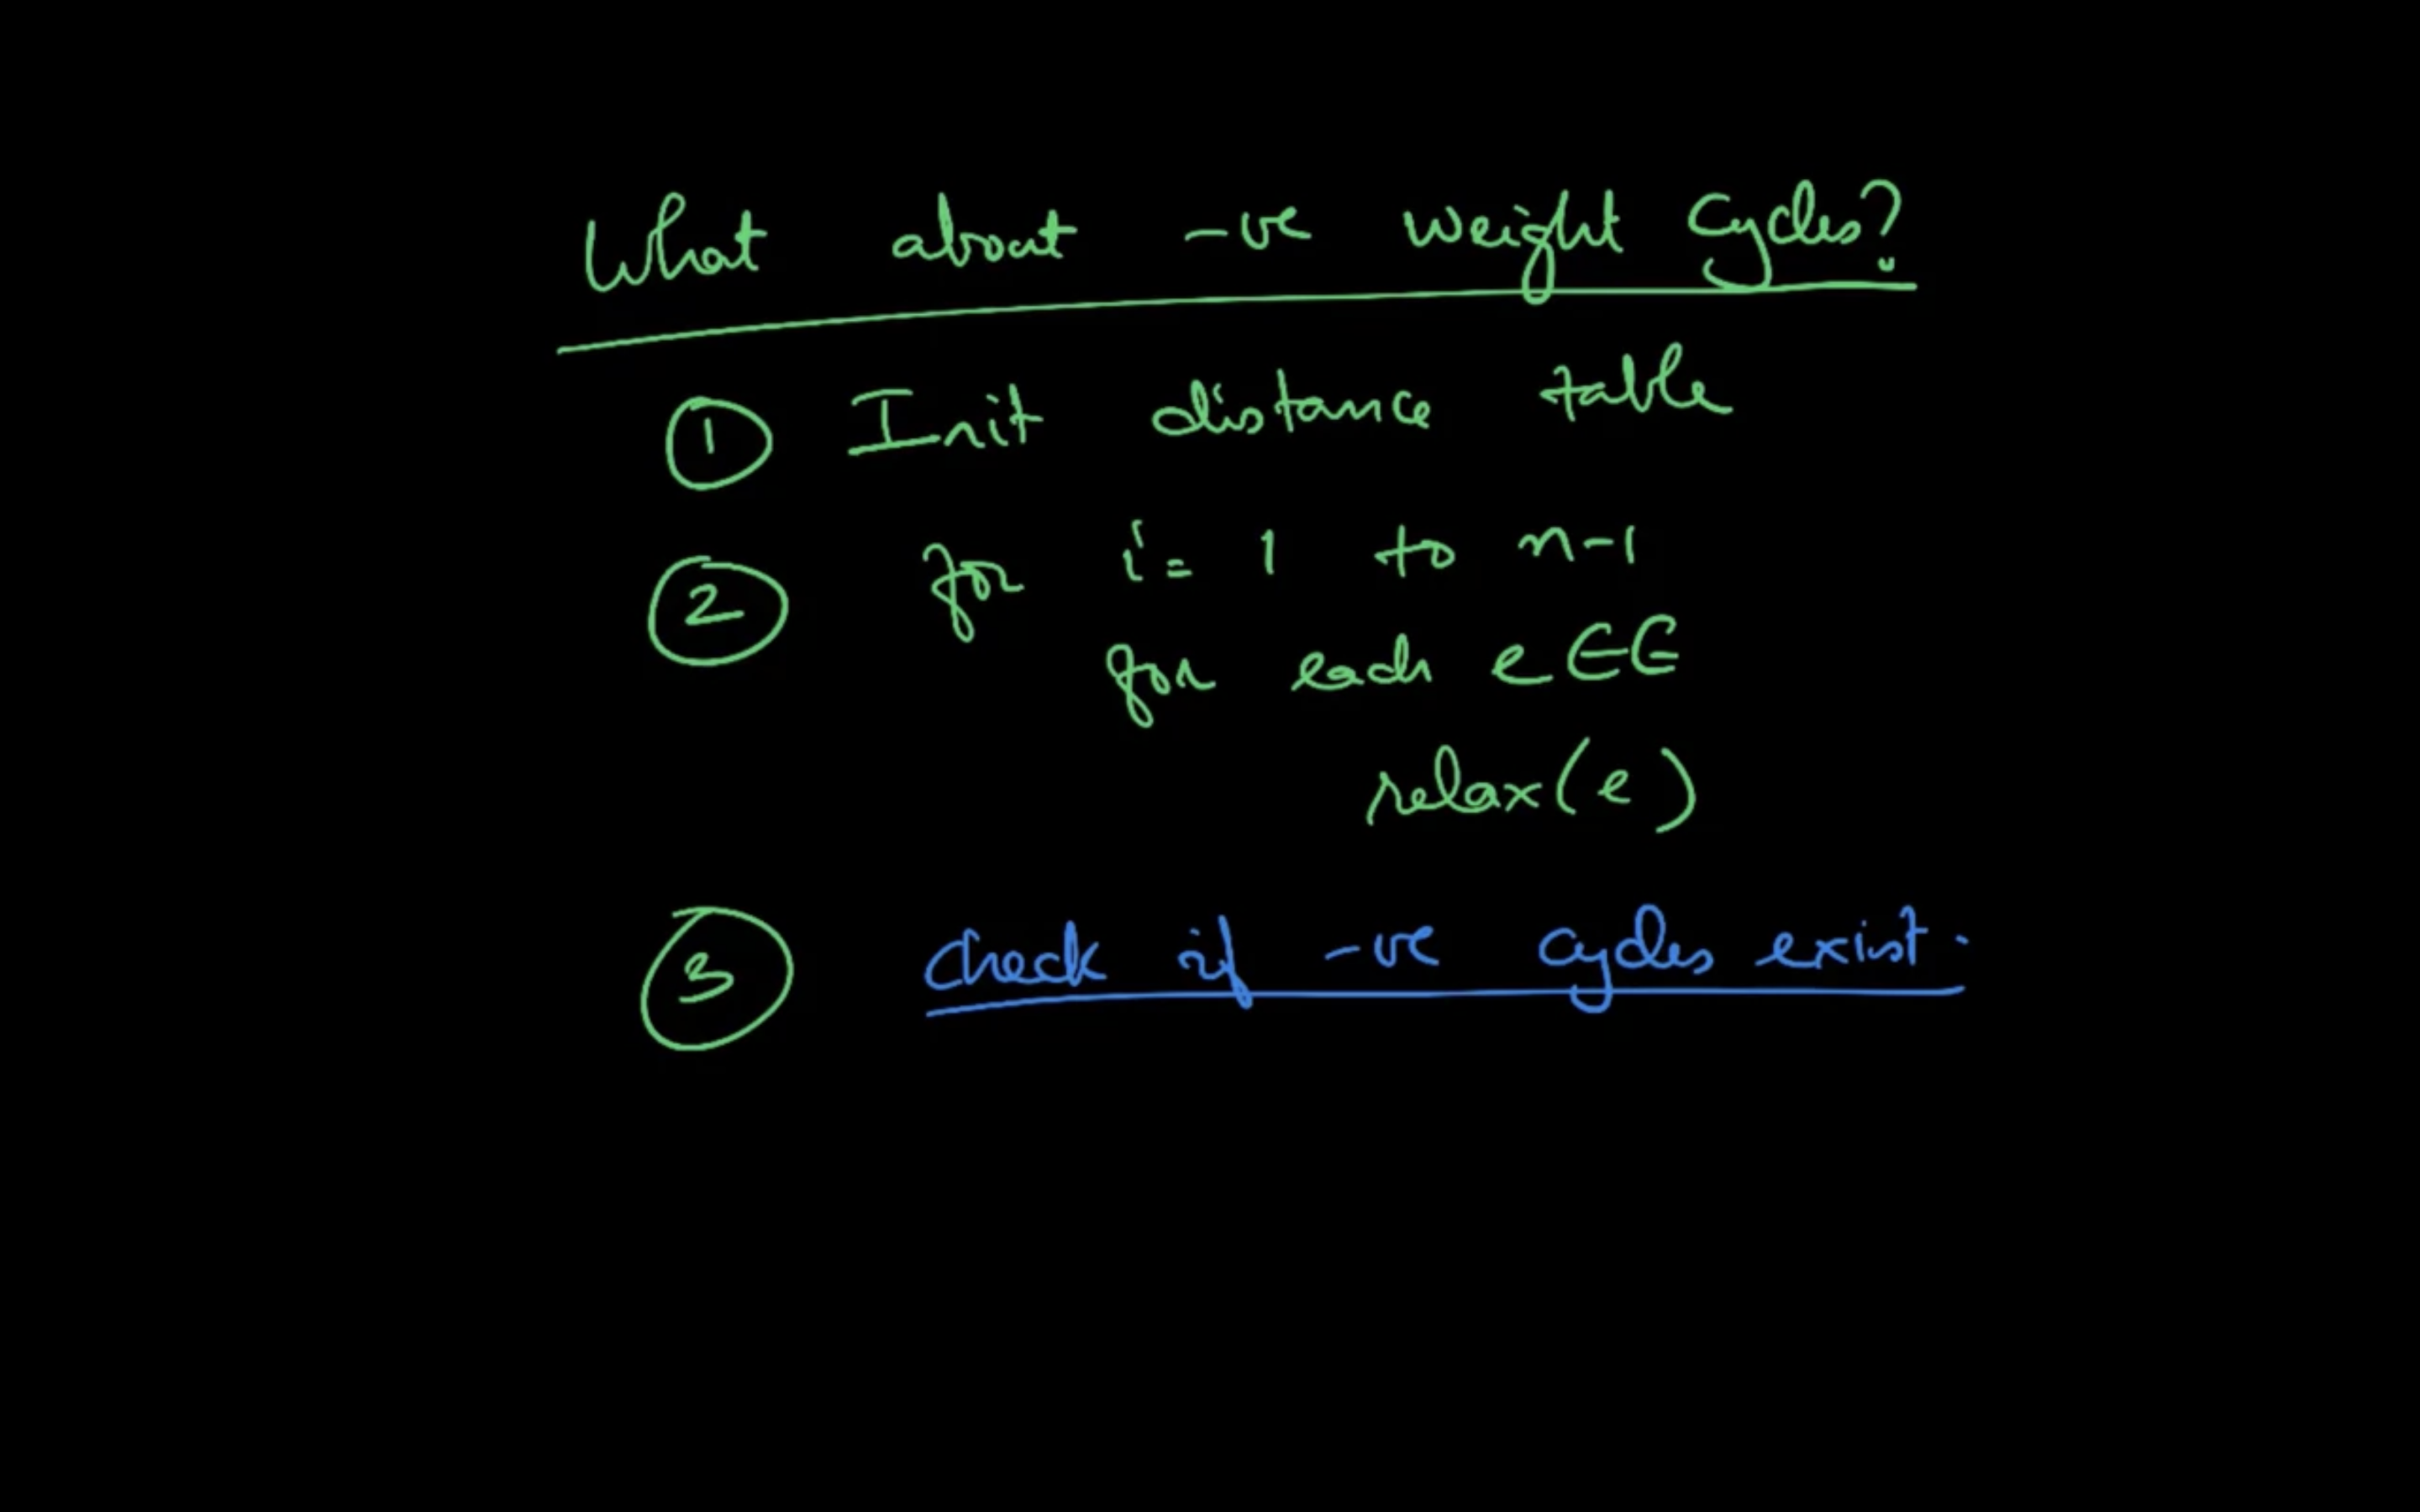 What about -ve weight cycles?
① Init distance table
② for i = 1 to n-1
for each e ∈ E
relax(e)
③ Check if -ve cycles exist.